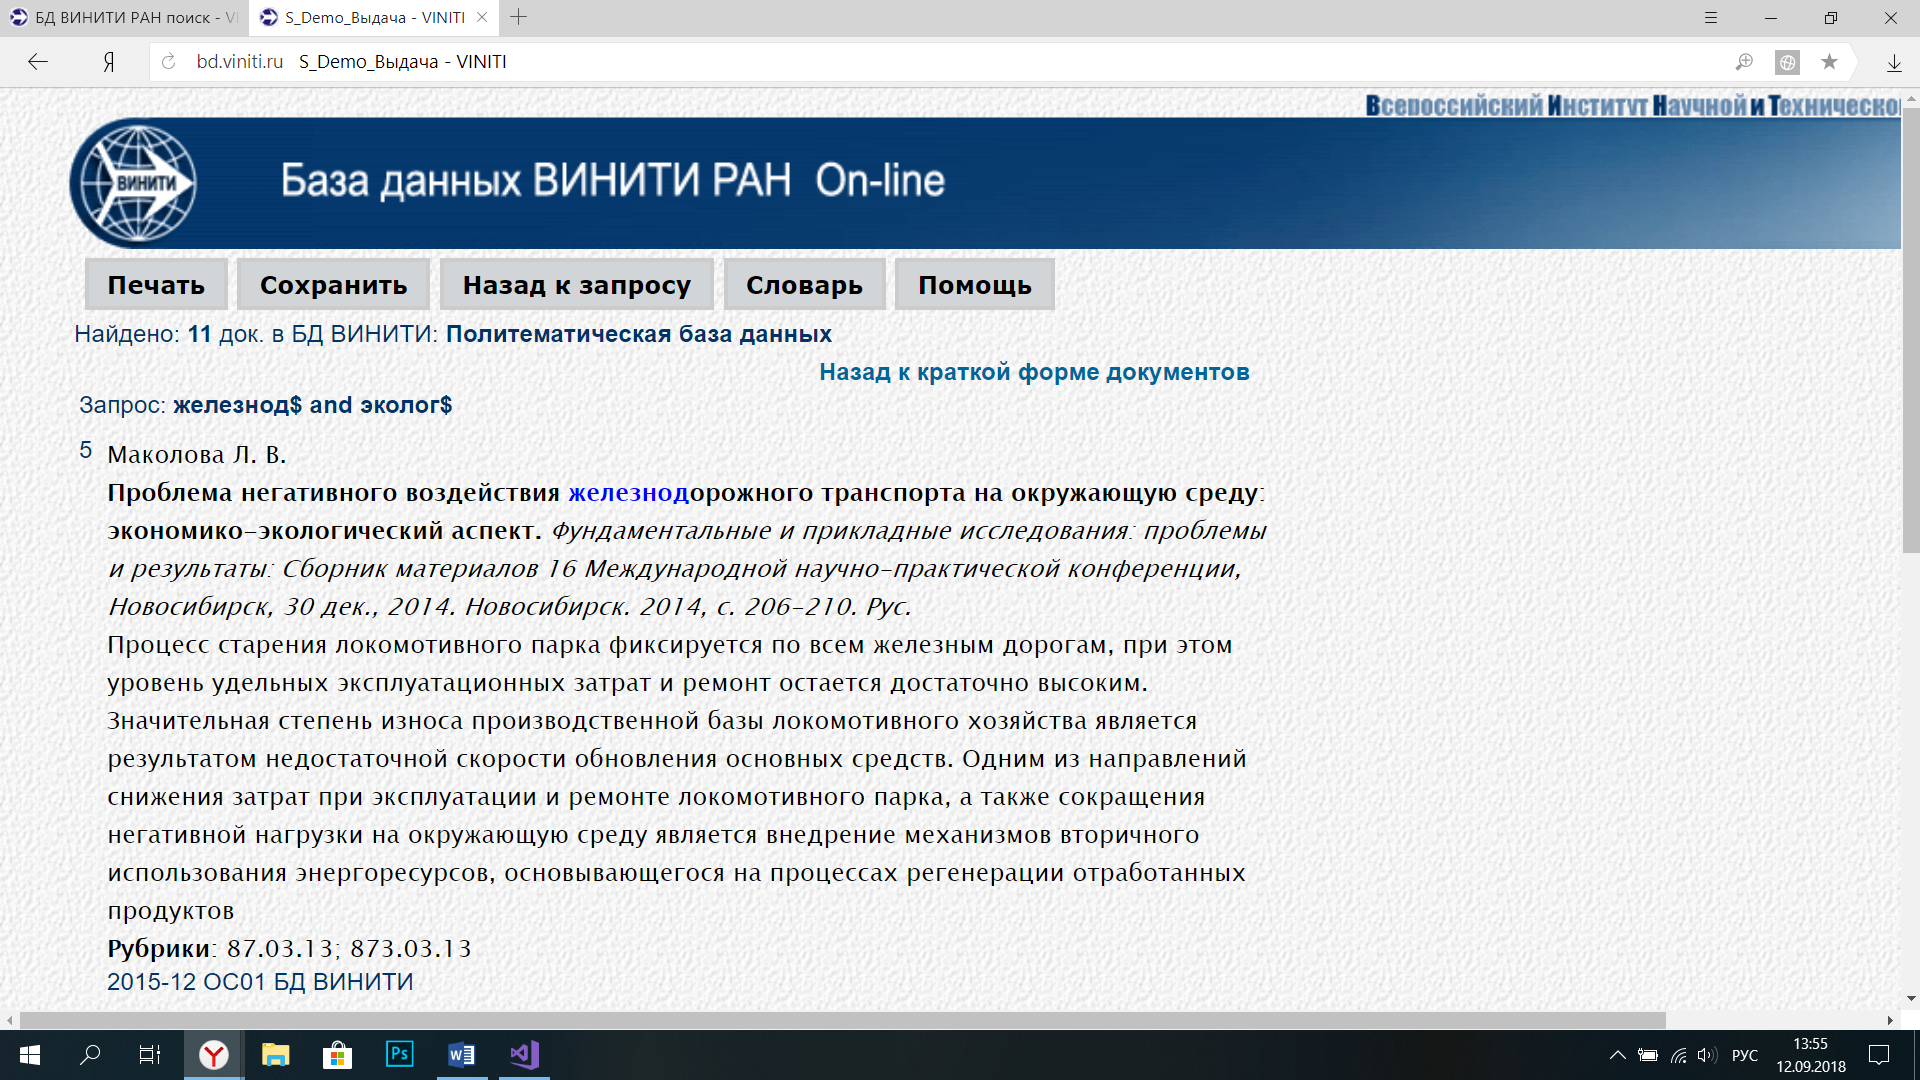 БД ВИНИТИ РАН поиск - VI
S_Demo_Выдача - VINITI
Я
bd.viniti.ru S_Demo_Выдача - VINITI
Всероссийский Институт Научной и Техническо
ВИНИТИ
База данных ВИНИТИ РАН On-line
Печать Сохранить Назад к запросу Словарь Помощь
Найдено: 11 док. в БД ВИНИТИ: Политематическая база данных
Назад к краткой форме документов
Запрос: железнод$ and эколог$
5 Маколова Л. В.
Проблема негативного воздействия железнодорожного транспорта на окружающую среду:
экономико-экологический аспект. Фундаментальные и прикладные исследования: проблемы
и результаты: Сборник материалов 16 Международной научно-практической конференции,
Новосибирск, 30 дек., 2014. Новосибирск. 2014, с. 206-210. Рус.
Процесс старения локомотивного парка фиксируется по всем железным дорогам, при этом
уровень удельных эксплуатационных затрат и ремонт остается достаточно высоким.
Значительная степень износа производственной базы локомотивного хозяйства является
результатом недостаточной скорости обновления основных средств. Одним из направлений
снижения затрат при эксплуатации и ремонте локомотивного парка, а также сокращения
негативной нагрузки на окружающую среду является внедрение механизмов вторичного
использования энергоресурсов, основывающегося на процессах регенерации отработанных
продуктов
Рубрики: 87.03.13; 873.03.13
2015-12 ОС01 БД ВИНИТИ
Ps
РУС
13:55
12.09.2018